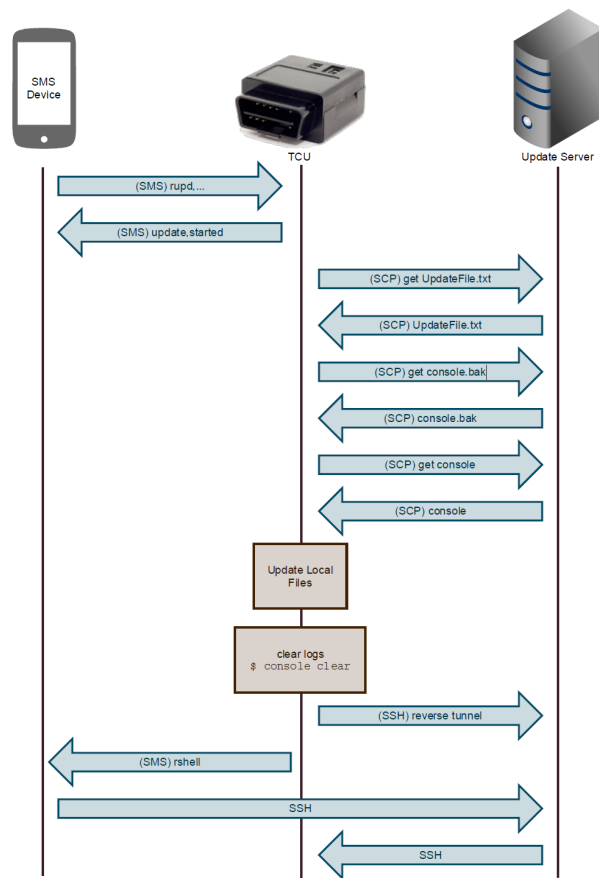 SMS
Device
TCU
Update Server
(SMS) rupd,...
(SMS) update,started
(SCP) get UpdateFile.txt
(SCP) UpdateFile.txt
(SCP) get console.bak
(SCP) console.bak
(SCP) get console
(SCP) console
Update Local
Files
clear logs
$ console clear
(SSH) reverse tunnel
(SMS) rshell
SSH
SSH